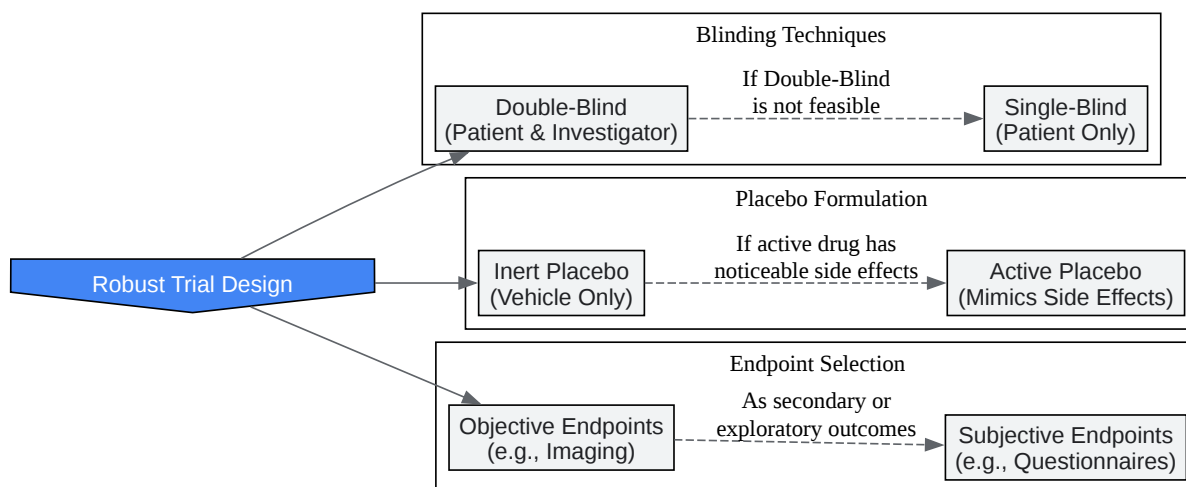 Blinding Techniques
Double-Blind
(Patient & Investigator)
If Double-Blind
is not feasible
Single-Blind
(Patient Only)
Placebo Formulation
Robust Trial Design
Inert Placebo
(Vehicle Only)
If active drug has
noticeable side effects
Active Placebo
(Mimics Side Effects)
Endpoint Selection
Objective Endpoints
(e.g., Imaging)
As secondary or
exploratory outcomes
Subjective Endpoints
(e.g., Questionnaires)